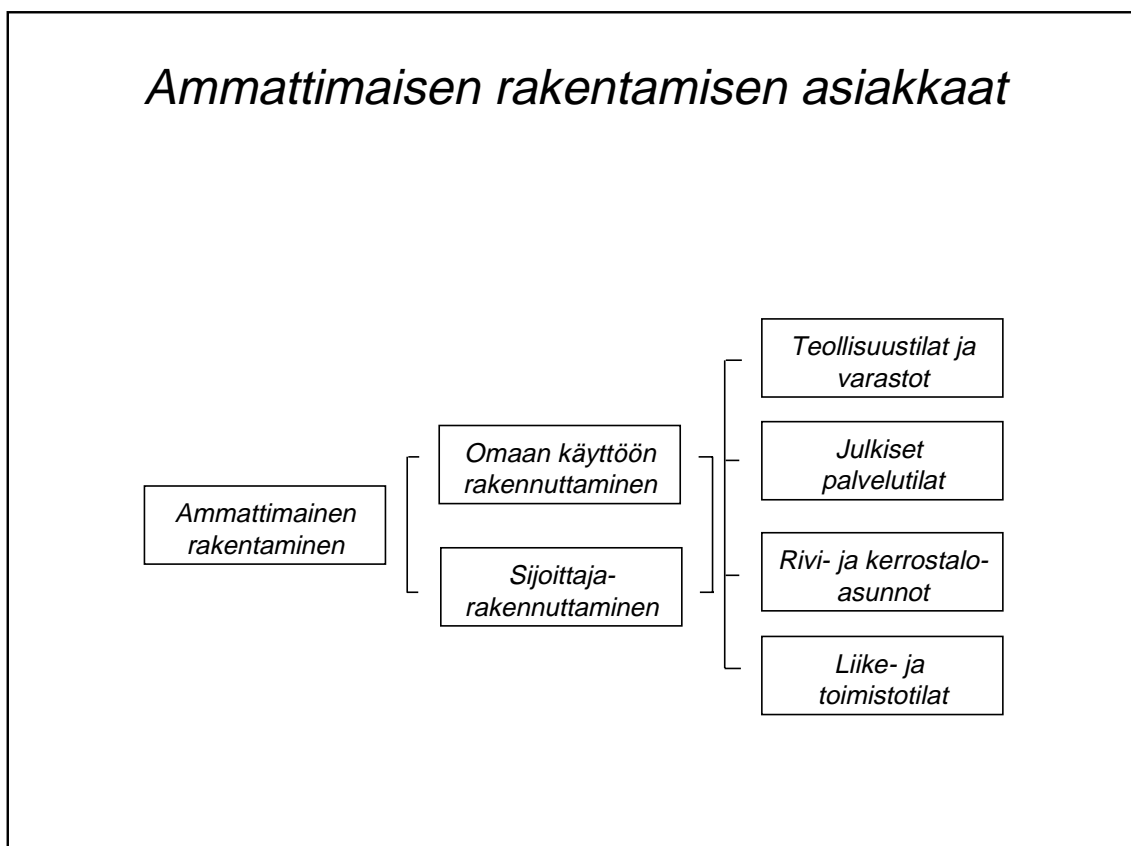 Ammattimaisen rakentamisen asiakkaat
Ammattimainen
rakentaminen
Omaan käyttöön
rakennuttaminen
Sijoittaja-
rakennuttaminen
Teollisuustilat ja
varastot
Julkiset
palvelutilat
Rivi- ja kerrostalo-
asunnot
Liike- ja
toimistotilat